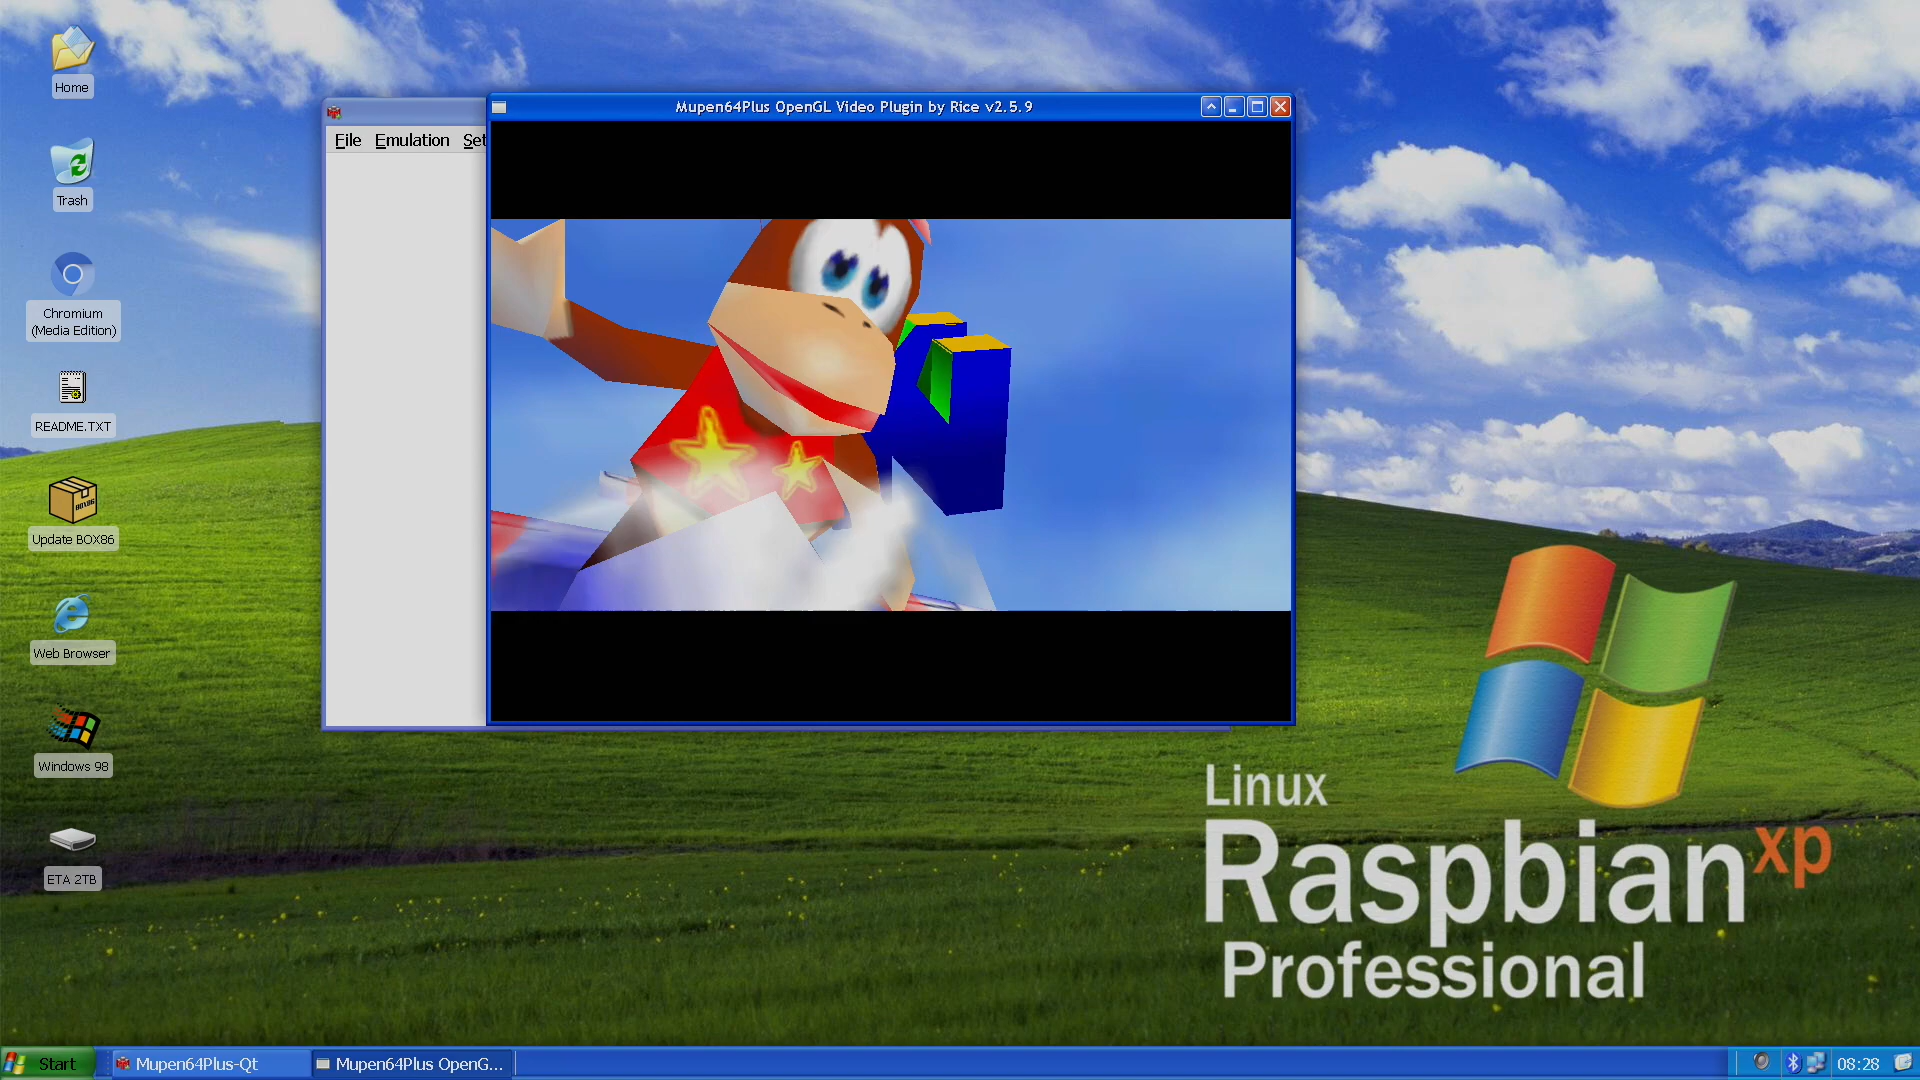 Home
Trash
Chromium
(Media Edition)
README.TXT
BOX86
Update BOX86
Web Browser
Windows 98
ETA 2TB
File Emulation Set
Mupen64Plus OpenGL Video Plugin by Rice v2.5.9
Linux
Raspbian xp
Professional
Start
Mupen64Plus-Qt
Mupen64Plus OpenG...
08:28